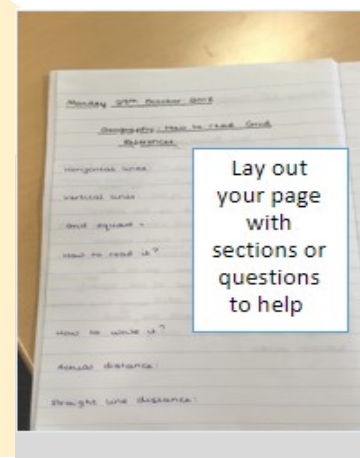 Monday 29th October 2018
Geography: How to read Grid
References
Horizontal lines
Vertical lines
Grid square -
How to read it?
How to write it?
Actual distance:
Straight line distance:
Lay out
your page
with
sections or
questions
to help